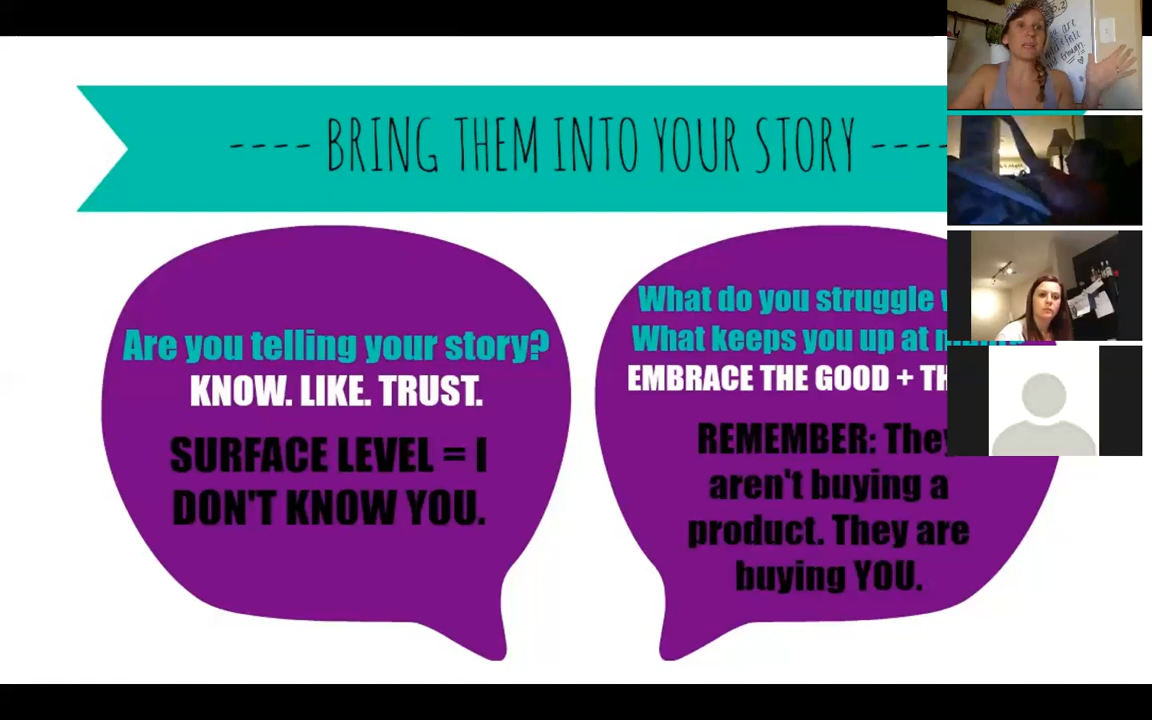 ---- BRING THEM INTO YOUR STORY ----
Are you telling your story?
KNOW. LIKE. TRUST.
SURFACE LEVEL = I
DON'T KNOW YOU.
What do you struggle
What keeps you up at
EMBRACE THE GOOD +
REMEMBER: They
aren't buying a
product. They are
buying YOU.